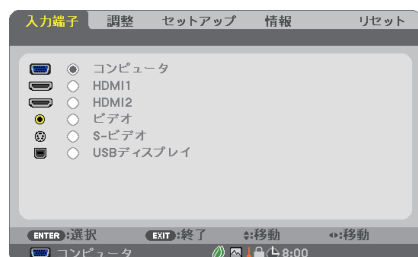 入力端子 調整 セットアップ 情報 リセット
コンピュータ
HDMI1
HDMI2
ビデオ
S-ビデオ
USBディスプレイ
ENTER:選択 EXIT:終了 :移動 :移動
コンピュータ 8:00